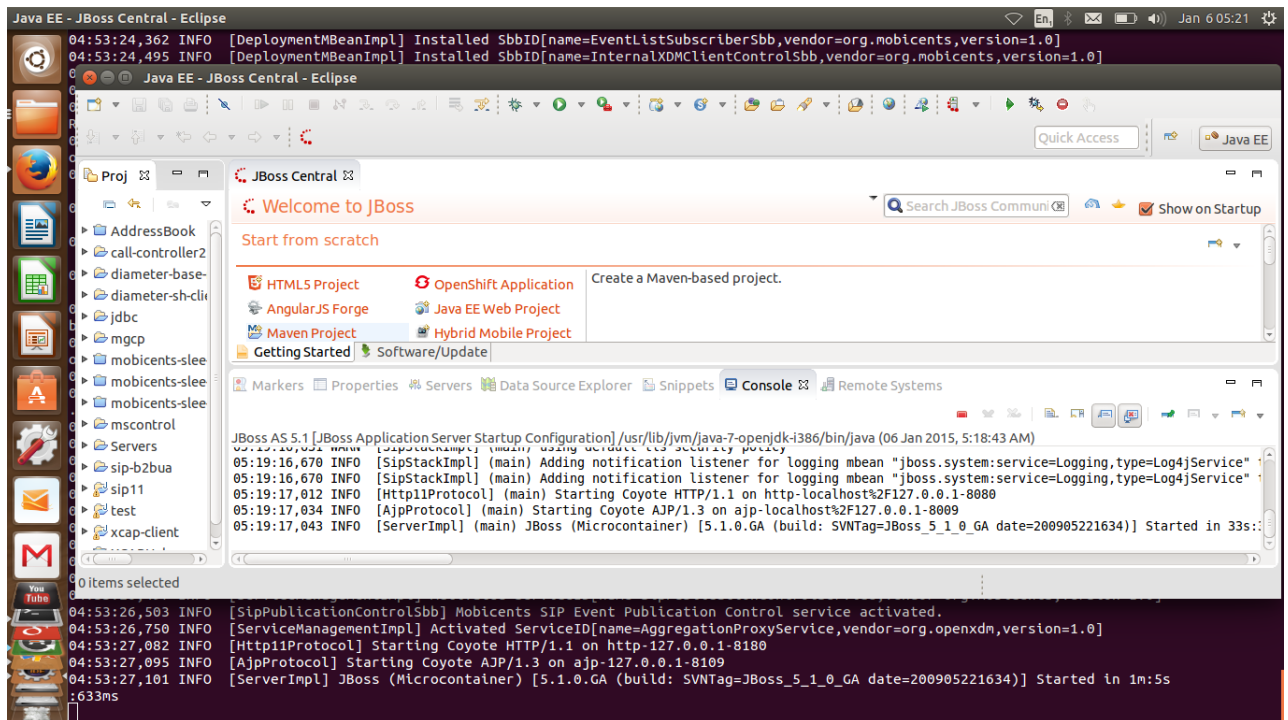 Java EE - JBoss Central - Eclipse
En
Jan 6 05:21
04:53:24,362 INFO [DeploymentMBeanImpl] Installed SbbID[name=EventListSubscriberSbb,vendor=org.mobicents,version=1.0]
04:53:24,495 INFO [DeploymentMBeanImpl] Installed SbbID[name=InternalXDMClientControlSbb,vendor=org.mobicents,version=1.0]
Java EE - JBoss Central - Eclipse
Quick Access
Java EE
Proj
JBoss Central
Welcome to JBoss
Search JBoss Communi
Show on Startup
AddressBook
call-controller2
diameter-base-
diameter-sh-clie
jdbc
mgcp
mobicents-slee
mobicents-slee
mobicents-slee
mscontrol
Servers
sip-b2bua
sip11
test
xcap-client
Start from scratch
HTML5 Project
OpenShift Application
Create a Maven-based project.
AngularJS Forge
Java EE Web Project
Maven Project
Hybrid Mobile Project
Getting Started
Software/Update
Markers Properties Servers Data Source Explorer Snippets Console Remote Systems
JBoss AS 5.1 [JBoss Application Server Startup Configuration] /usr/lib/jvm/java-7-openjdk-i386/bin/java (06 Jan 2015, 5:18:43 AM)
05:19:16,670 INFO [SipStackImpl] (main) Adding notification listener for logging mbean "jboss.system:service=Logging,type=Log4jService"
05:19:16,670 INFO [SipStackImpl] (main) Adding notification listener for logging mbean "jboss.system:service=Logging,type=Log4jService"
05:19:17,012 INFO [Http11Protocol] (main) Starting Coyote HTTP/1.1 on http-localhost%2F127.0.0.1-8080
05:19:17,034 INFO [AjpProtocol] (main) Starting Coyote AJP/1.3 on ajp-localhost%2F127.0.0.1-8009
05:19:17,043 INFO [ServerImpl] (main) JBoss (Microcontainer) [5.1.0.GA (build: SVNTag=JBoss_5_1_0_GA date=200905221634)] Started in 33s:
0 items selected
You
Tube
04:53:26,503 INFO [SipPublicationControlSbb] Mobicents SIP Event Publication Control service activated.
04:53:26,750 INFO [ServiceManagementImpl] Activated ServiceID[name=AggregationProxyService,vendor=org.openxdm,version=1.0]
04:53:27,082 INFO [Http11Protocol] Starting Coyote HTTP/1.1 on http-127.0.0.1-8180
04:53:27,095 INFO [AjpProtocol] Starting Coyote AJP/1.3 on ajp-127.0.0.1-8109
04:53:27,101 INFO [ServerImpl] JBoss (Microcontainer) [5.1.0.GA (build: SVNTag=JBoss_5_1_0_GA date=200905221634)] Started in 1m:5s
:633ms